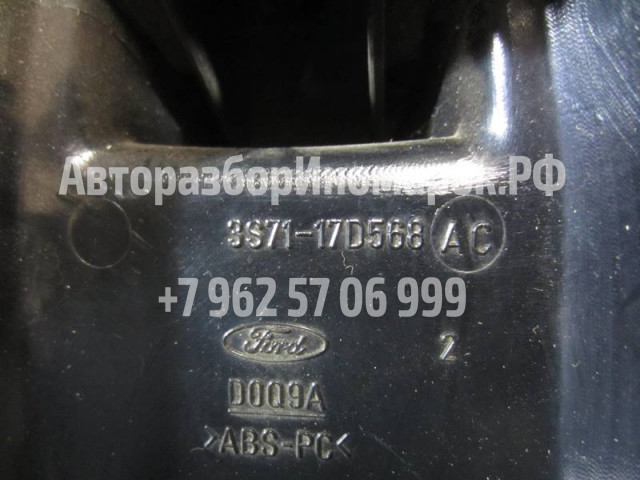 АвторазборИномарок.РФ
3S71-17D568 AC
+7 962 57 06 999
Ford 2
D0Q9A
>ABS-PC<